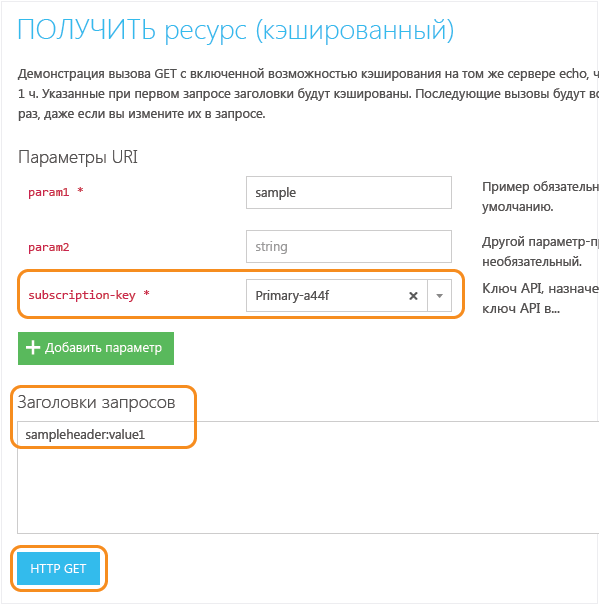 ПОЛУЧИТЬ ресурс (кэшированный)
Демонстрация вызова GET с включенной возможностью кэширования на том же сервере echo, ч
1 ч. Указанные при первом запросе заголовки будут кэшированы. Последующие вызовы будут вс
раз, даже если вы измените их в запросе.
Параметры URI
param1 * sample Пример обязательн
умолчанию.
param2 string Другой параметр-пр
необязательный.
subscription-key * Primary-a44f Ключ API, назначе
ключ API в...
Добавить параметр
Заголовки запросов
sampleheader:value1
HTTP GET